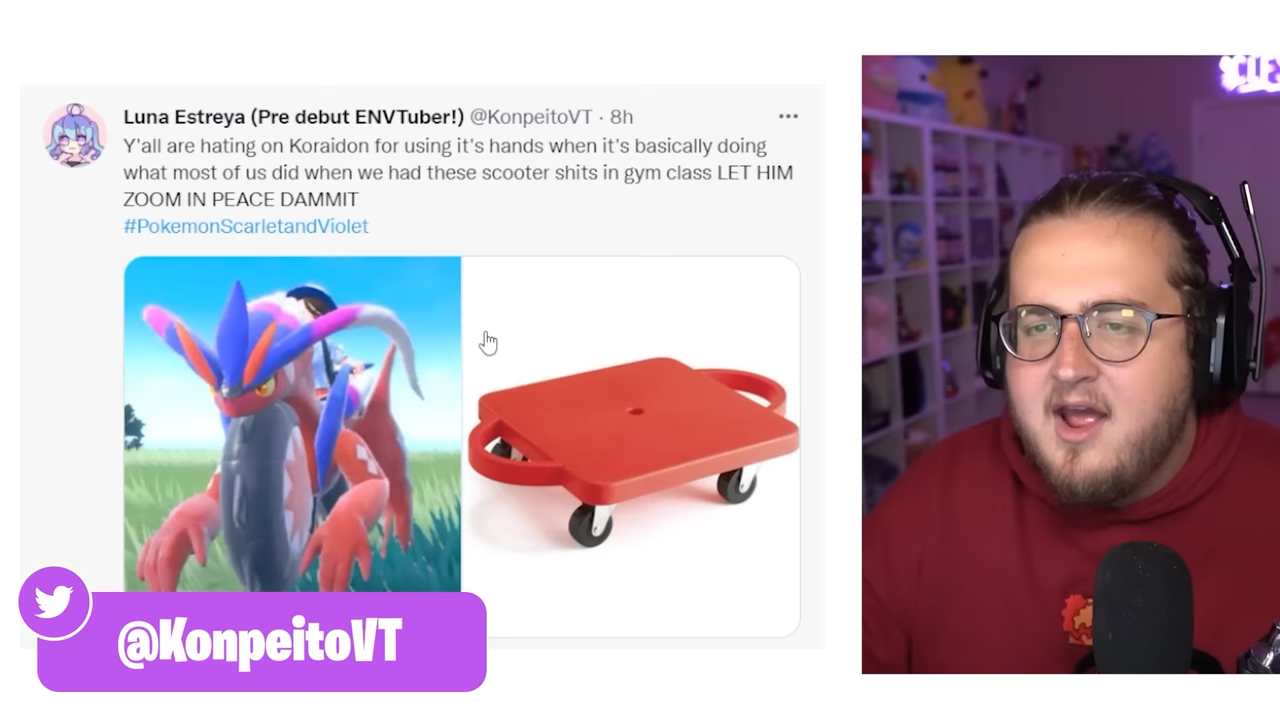 Luna Estreya (Pre debut ENVTuber!) @KonpeitoVT · 8h
Y'all are hating on Koraidon for using it's hands when it's basically doing
what most of us did when we had these scooter shits in gym class LET HIM
ZOOM IN PEACE DAMMIT
#PokemonScarletandViolet
@KonpeitoVT